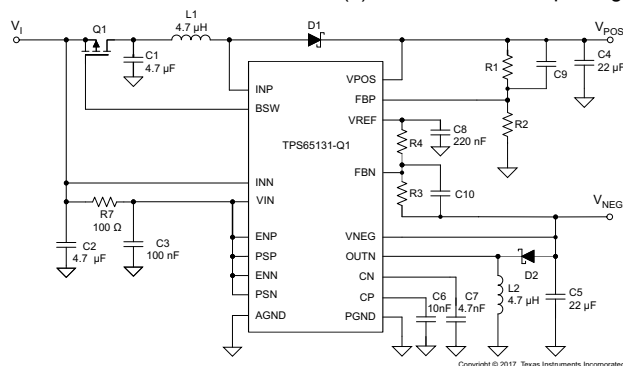 V_I
Q1
L1
4.7 μH
D1
V_POS
C1
4.7 μF
R1
C9
C4
22 μF
INP
BSW
VPOS
FBP
VREF
R2
TPS65131-Q1
R4
C8
220 nF
INN
VIN
FBN
R3
C10
V_NEG
R7
100 Ω
C2
4.7 μF
C3
100 nF
ENP
PSP
ENN
PSN
AGND
VNEG
OUTN
CN
CP
PGND
D2
C6
10nF
C7
4.7nF
L2
4.7 μH
C5
22 μF
Copyright © 2017, Texas Instruments Incorporated